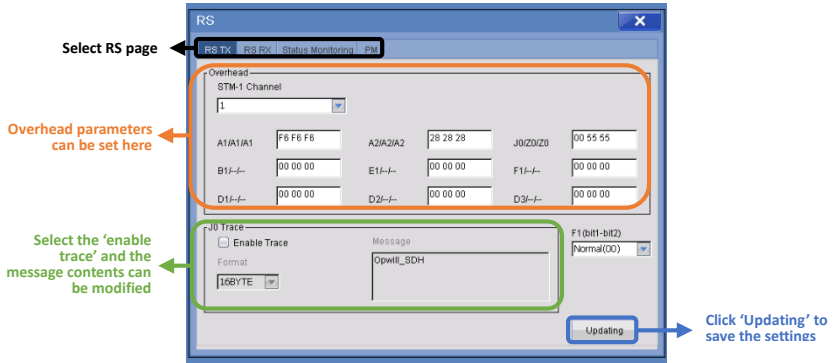 RS
Select RS page
RS TX RS RX Status Monitoring PM
Overhead
STM-1 Channel
1
Overhead parameters
can be set here
A1/A1/A1 F6 F6 F6 A2/A2/A2 28 28 28 J0/Z0/Z0 00 55 55
B1/--/-- 00 00 00 E1/--/-- 00 00 00 F1/--/-- 00 00 00
D1/--/-- 00 00 00 D2/--/-- 00 00 00 D3/--/-- 00 00 00
J0 Trace
Enable Trace
Message
Format
Opwill_SDH
16BYTE
F1(bit1-bit2)
Normal(00)
Select the ‘enable
trace’ and the
message contents can
be modified
Updating
Click ‘Updating’ to
save the settings